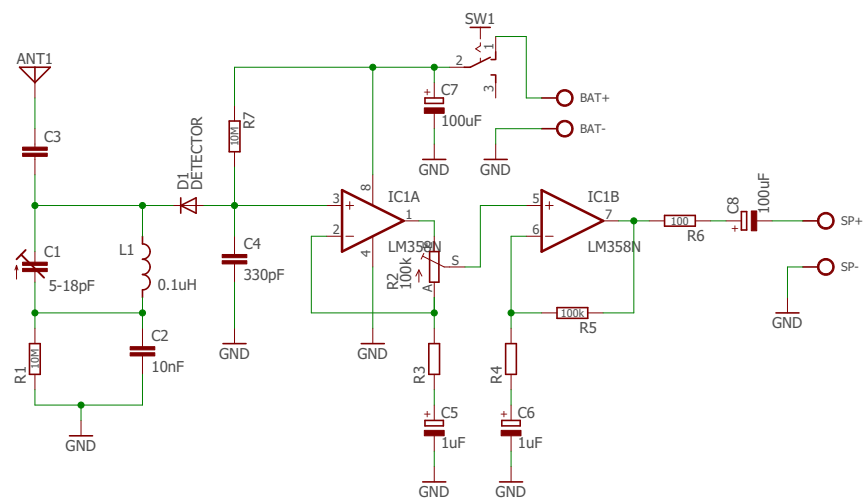 SW1
ANT1
1
2
3
C7
100uF
BAT+
BAT-
GND
GND
C3
10M
R7
D1
DETECTOR
3
+
8
IC1A
1
2
-
4
LM358N
5
+
IC1B
7
6
-
LM358N
100
R6
C8
100uF
+
SP+
SP-
GND
C1
5-18pF
L1
0.1uH
C4
330pF
R2
100k
S
A
E
100k
R5
R1
10M
C2
10nF
GND
GND
GND
R3
R4
+
C5
1uF
+
C6
1uF
GND
GND
+